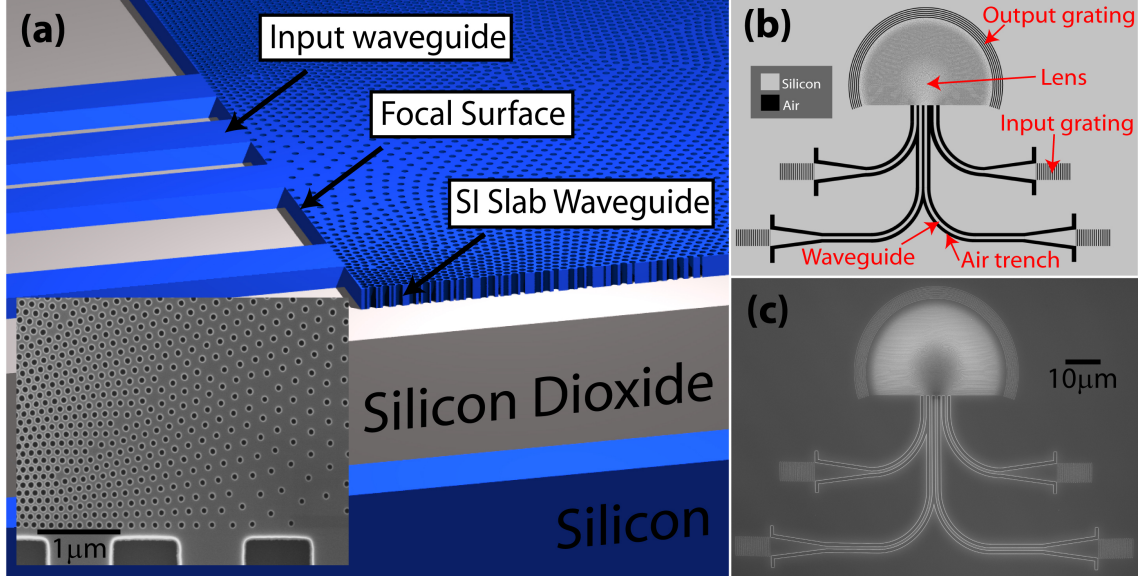 (a)
Input waveguide
Focal Surface
SI Slab Waveguide
Silicon Dioxide
Silicon
1μm
(b)
Output grating
Silicon
Air
Lens
Input grating
Waveguide
Air trench
(c)
10μm